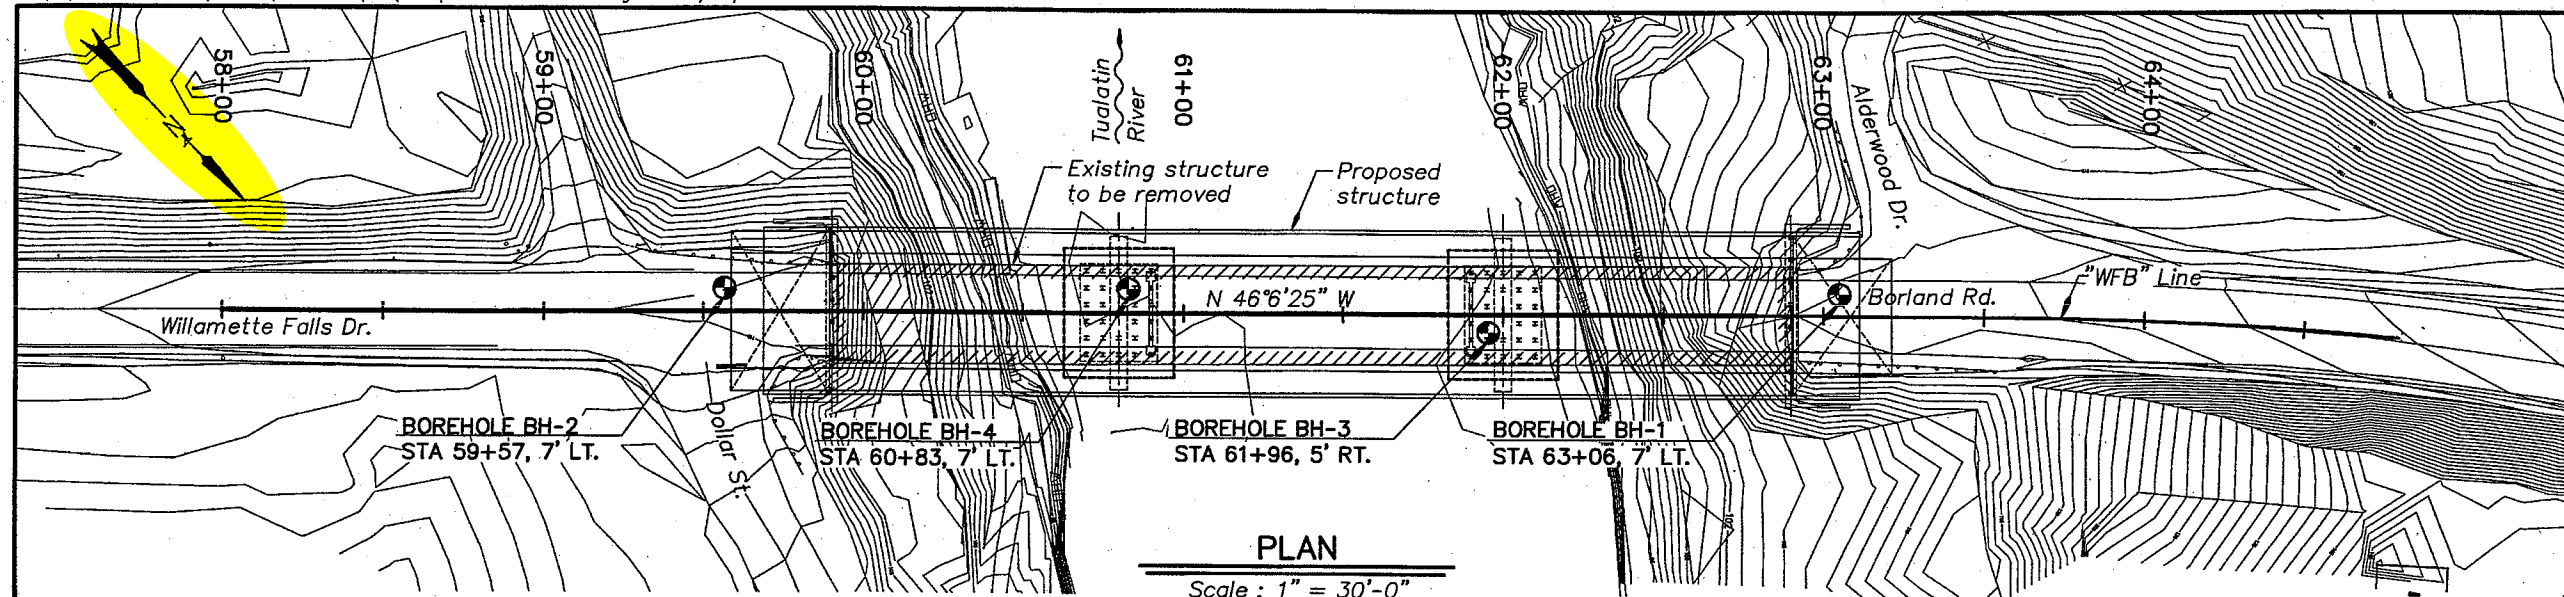 58+00
59+00
60+00
61+00
62+00
63+00
64+00
N
Tualatin
River
OHW
OHW
Alderwood Dr.
Existing structure
to be removed
Proposed
structure
N 46°6'25" W
"WFB" Line
Borland Rd.
Willamette Falls Dr.
Dollar St.
BOREHOLE BH-2
STA 59+57, 7' LT.
BOREHOLE BH-4
STA 60+83, 7' LT.
BOREHOLE BH-3
STA 61+96, 5' RT.
BOREHOLE BH-1
STA 63+06, 7' LT.
PLAN
Scale : 1" = 30'-0"